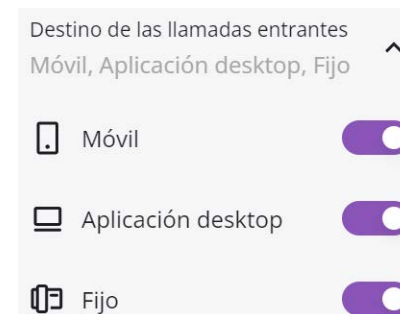 Destino de las llamadas entrantes
Móvil, Aplicación desktop, Fijo
Móvil
Aplicación desktop
Fijo